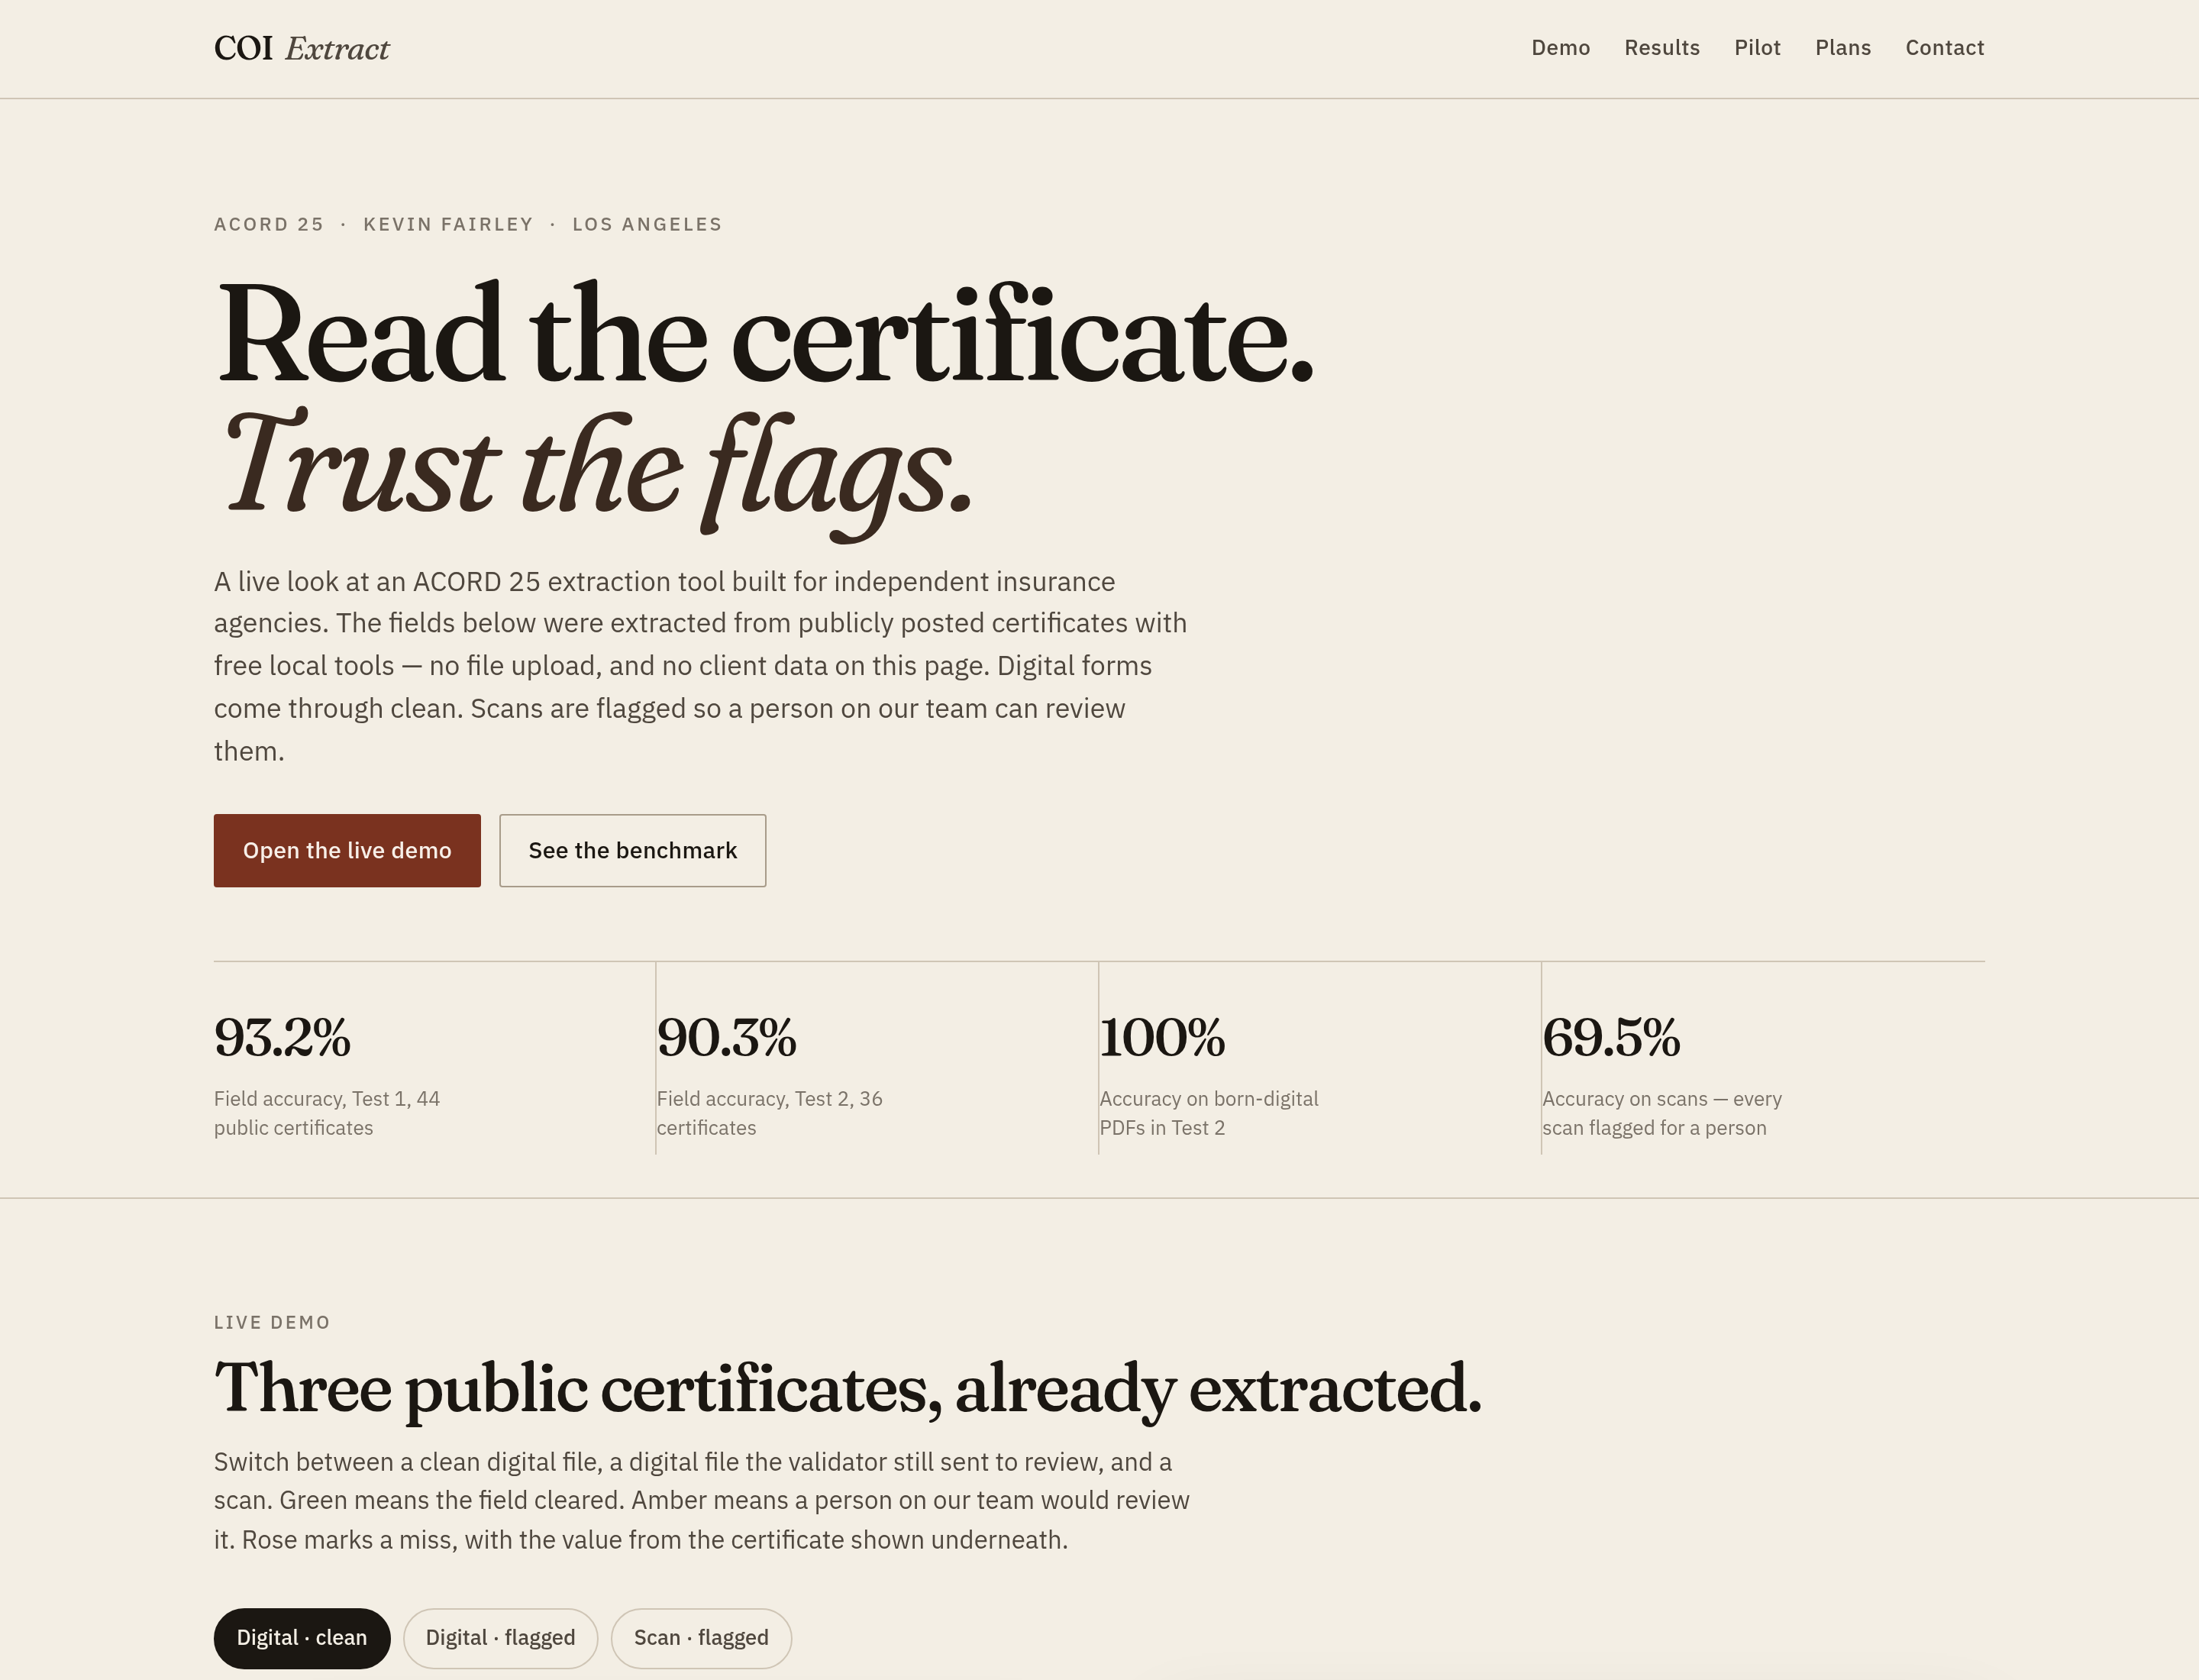 COI Extract
Demo Results Pilot Plans Contact
ACORD 25 · KEVIN FAIRLEY · LOS ANGELES
Read the certificate.
Trust the flags.
A live look at an ACORD 25 extraction tool built for independent insurance
agencies. The fields below were extracted from publicly posted certificates with
free local tools — no file upload, and no client data on this page. Digital forms
come through clean. Scans are flagged so a person on our team can review
them.
Open the live demo
See the benchmark
93.2%
Field accuracy, Test 1, 44
public certificates
90.3%
Field accuracy, Test 2, 36
certificates
100%
Accuracy on born-digital
PDFs in Test 2
69.5%
Accuracy on scans — every
scan flagged for a person
LIVE DEMO
Three public certificates, already extracted.
Switch between a clean digital file, a digital file the validator still sent to review, and a
scan. Green means the field cleared. Amber means a person on our team would review
it. Rose marks a miss, with the value from the certificate shown underneath.
Digital · clean
Digital · flagged
Scan · flagged